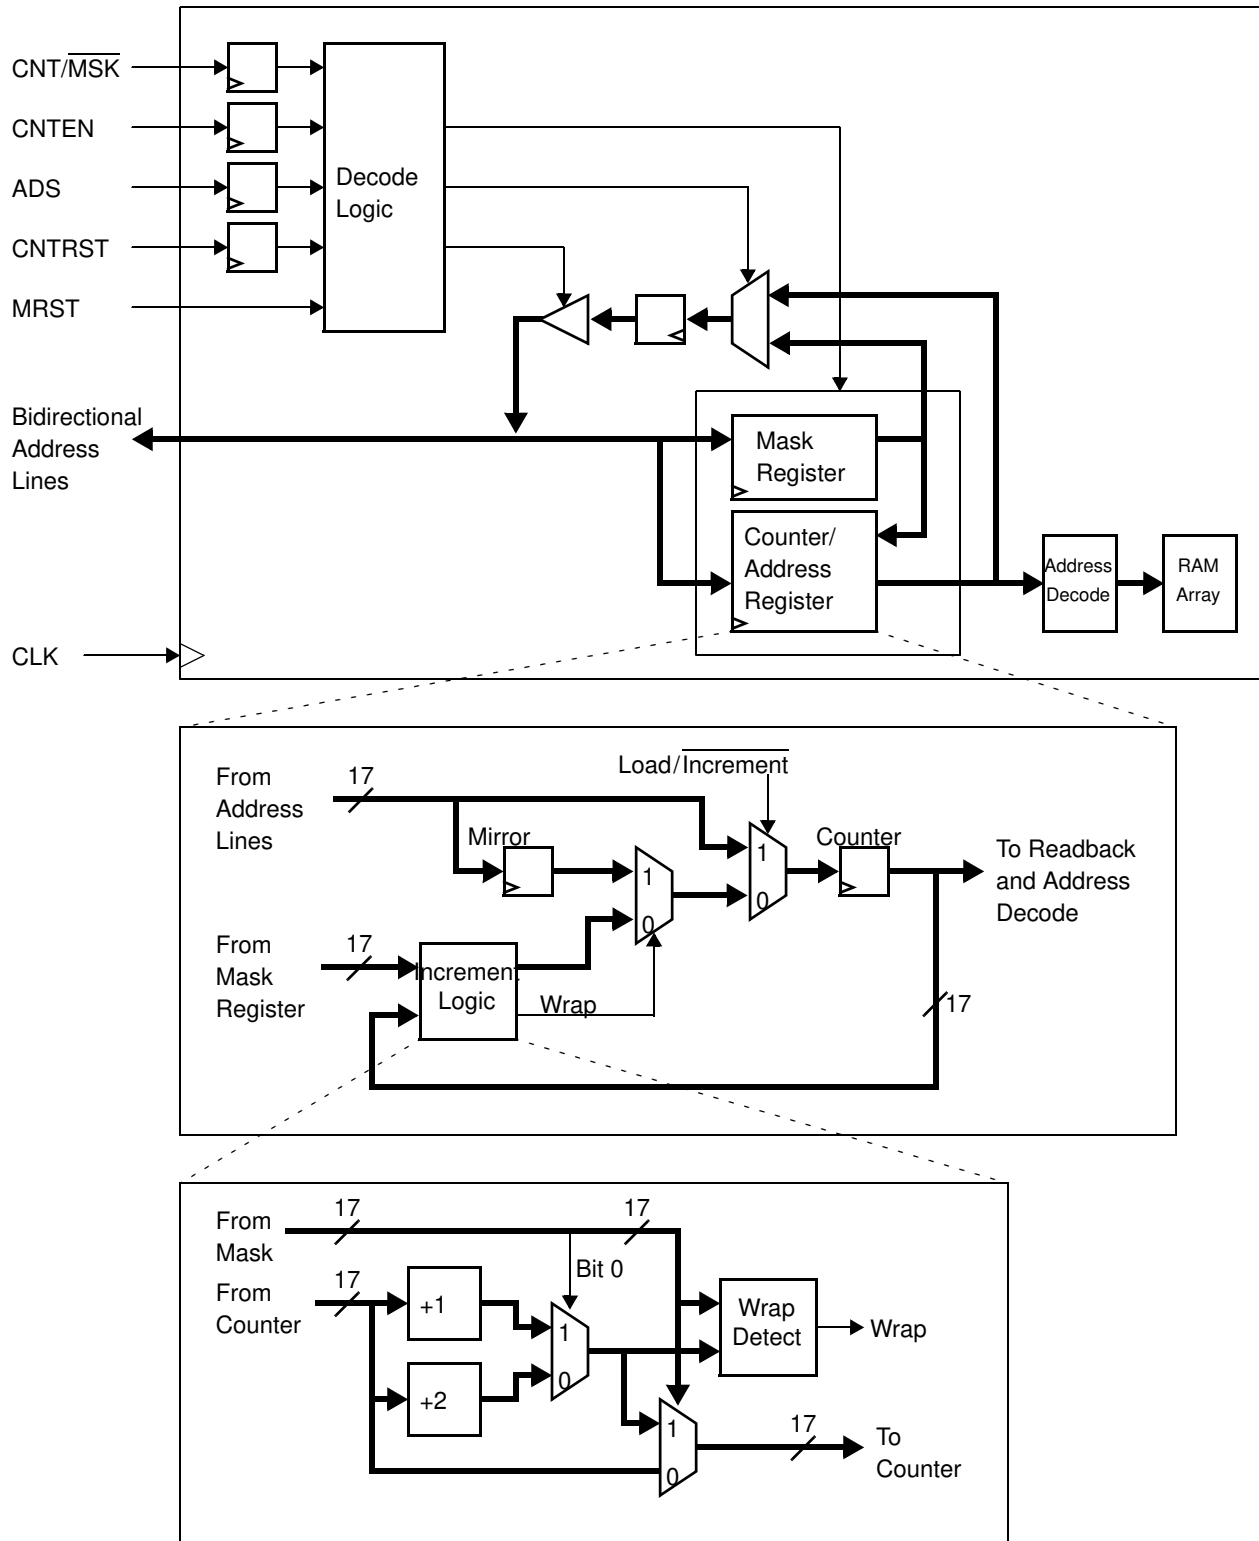 CNT/MSK
CNTEN
ADS
CNTRST
MRST
Decode
Logic
Bidirectional
Address
Lines
Mask
Register
Counter/
Address
Register
Address
Decode
RAM
Array
CLK
From
Address
Lines
17
Load/Increment
Mirror
Counter
1
0
1
0
To Readback
and Address
Decode
From
Mask
Register
17
Increment
Logic
Wrap
17
From
Mask
17
17
Bit 0
From
Counter
17
+1
+2
1
0
Wrap
Detect
Wrap
1
0
17
To
Counter